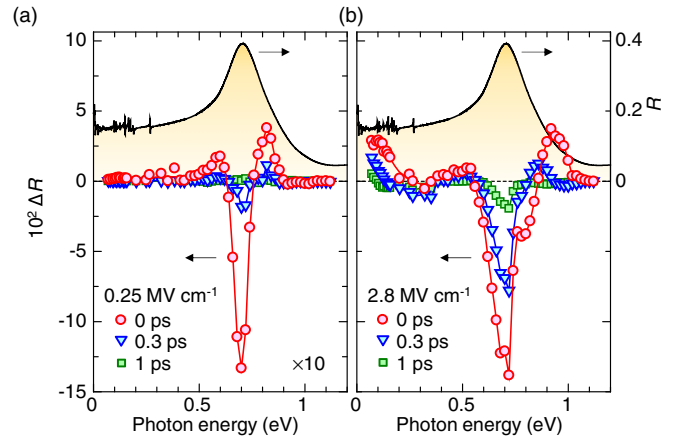 (a)
(b)
10
5
0
-5
-10
-15
10² ΔR
0.4
0.2
0
R
0.25 MV cm⁻¹
0 ps
0.3 ps
1 ps
×10
2.8 MV cm⁻¹
0 ps
0.3 ps
1 ps
0 0.5 1 0 0.5 1
Photon energy (eV) Photon energy (eV)